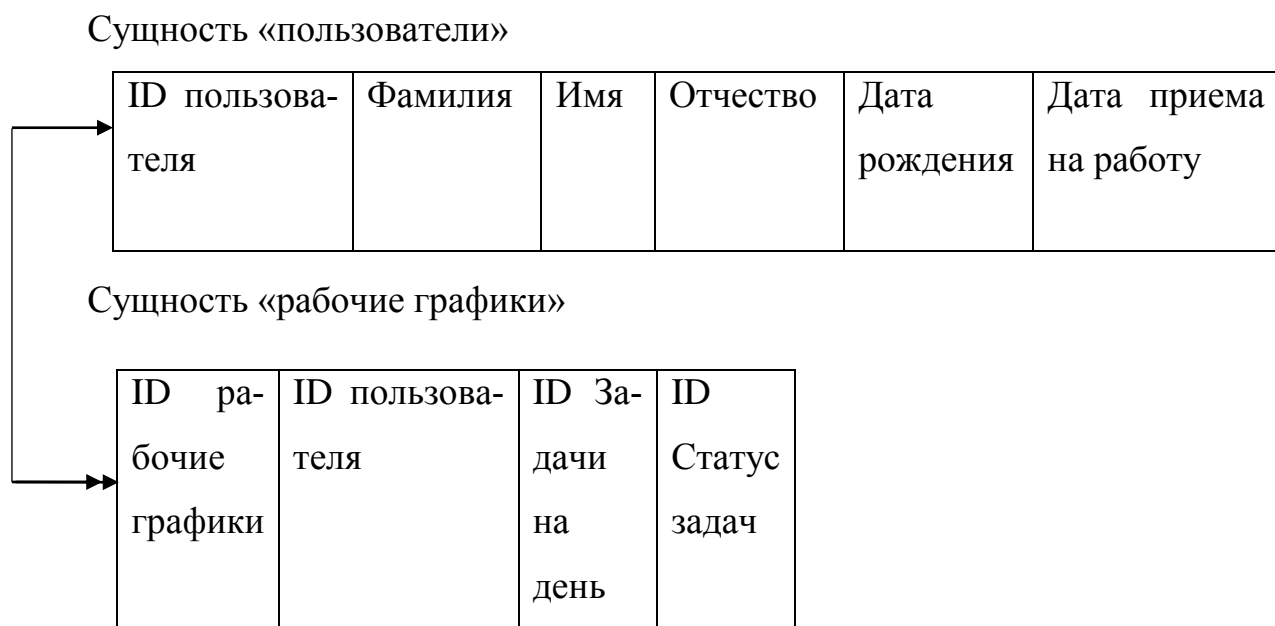 Сущность «пользователи»
ID пользова- Фамилия Имя Отчество Дата Дата приема
теля рождения на работу
Сущность «рабочие графики»
ID ра- ID пользова- ID За- ID
бочие теля дачи Статус
графики на задач
день